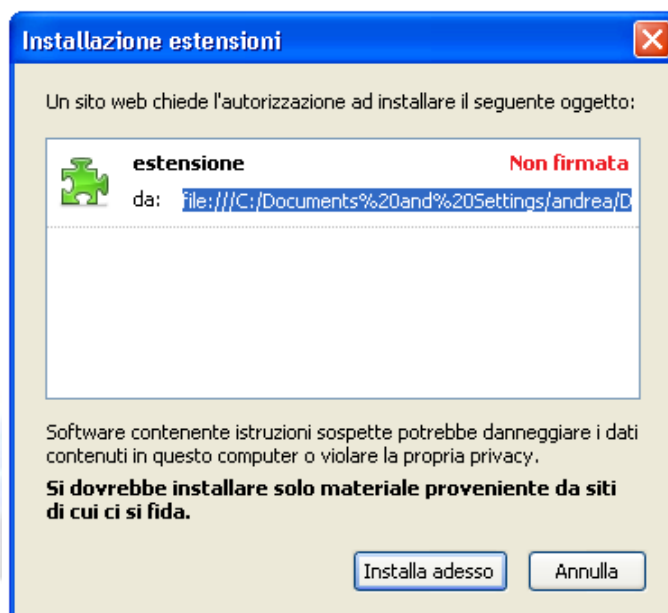 Installazione estensioni
Un sito web chiede l'autorizzazione ad installare il seguente oggetto:
estensione Non firmata
da: file:///C:/Documents%20and%20Settings/andrea/D
Software contenente istruzioni sospette potrebbe danneggiare i dati
contenuti in questo computer o violare la propria privacy.
Si dovrebbe installare solo materiale proveniente da siti
di cui ci si fida.
Installa adesso Annulla